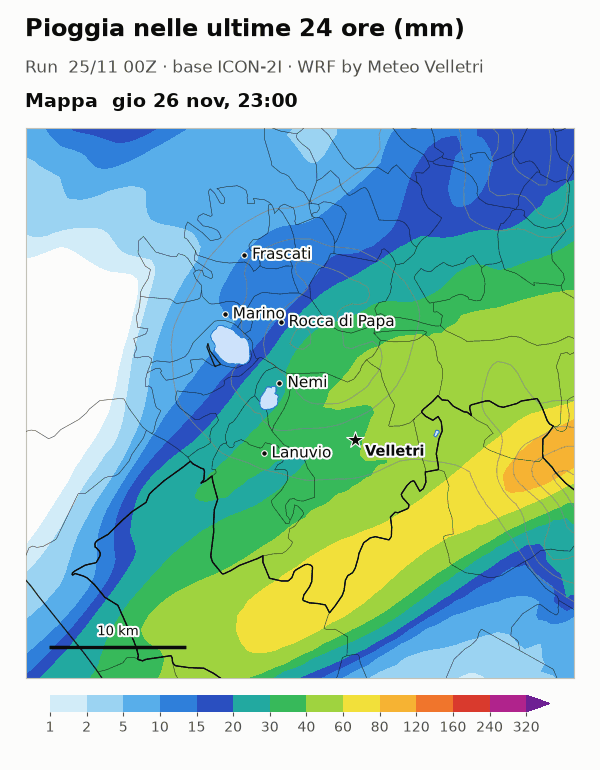 Pioggia nelle ultime 24 ore (mm)
Run  25/11 00Z · base ICON-2I · WRF by Meteo Velletri
Mappa  gio 26 nov, 23:00
Frascati
Marino
Rocca di Papa
Nemi
Velletri
Lanuvio
10 km
1 2 5 10 15 20 30 40 60 80 120 160 240 320